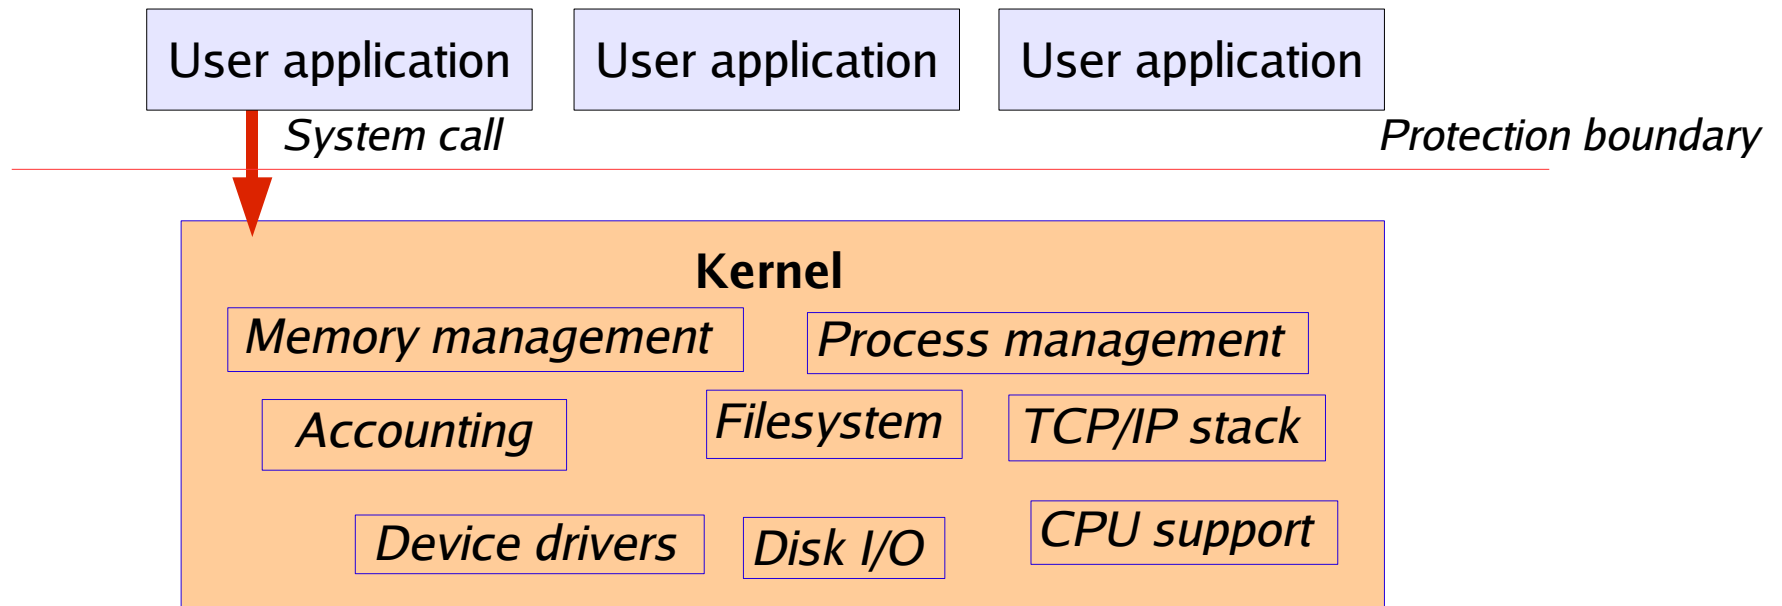 User application
User application
User application
System call
Protection boundary
Kernel
Memory management
Process management
Accounting
Filesystem
TCP/IP stack
Device drivers
Disk I/O
CPU support